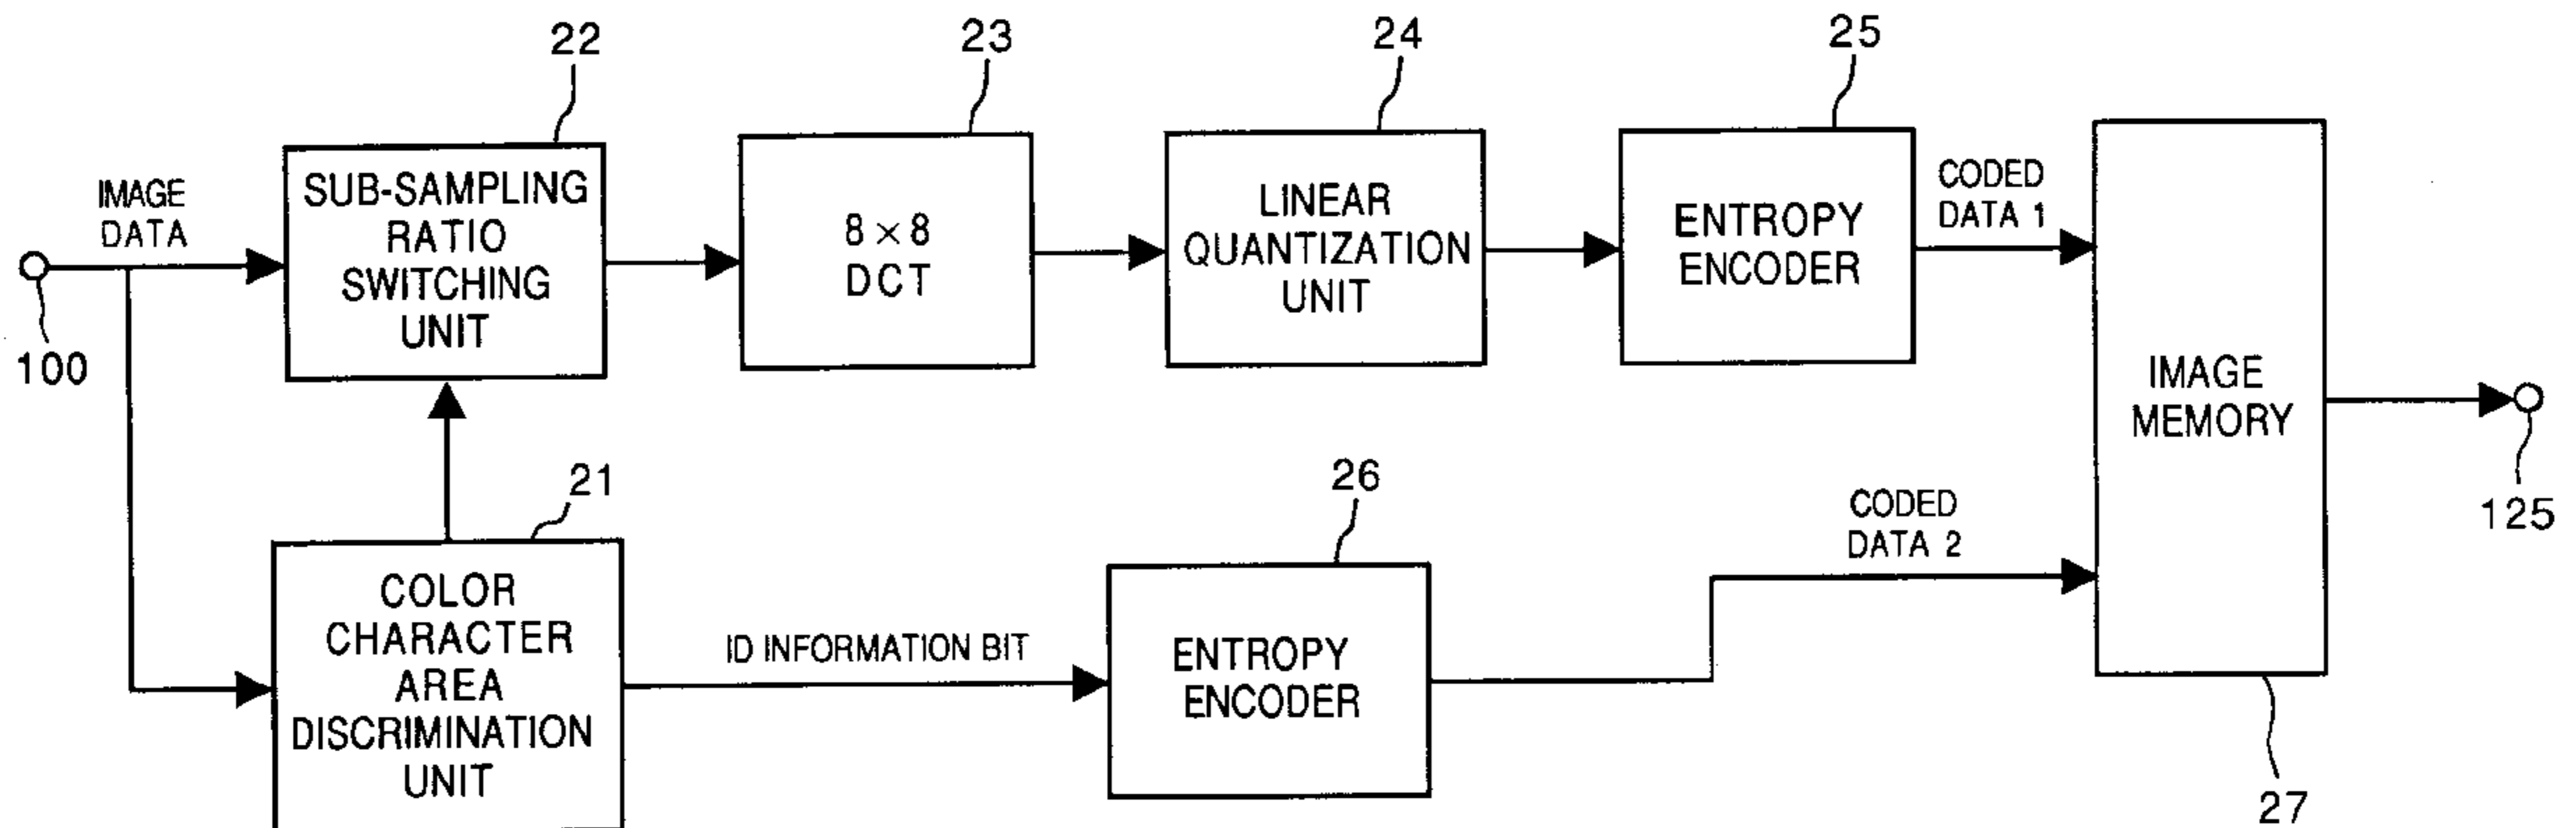 22
23
24
25
IMAGE
DATA
SUB-SAMPLING
RATIO
SWITCHING
UNIT
8 × 8
DCT
LINEAR
QUANTIZATION
UNIT
ENTROPY
ENCODER
CODED
DATA 1
100
IMAGE
MEMORY
125
21
26
CODED
DATA 2
COLOR
CHARACTER
AREA
DISCRIMINATION
UNIT
ID INFORMATION BIT
ENTROPY
ENCODER
27